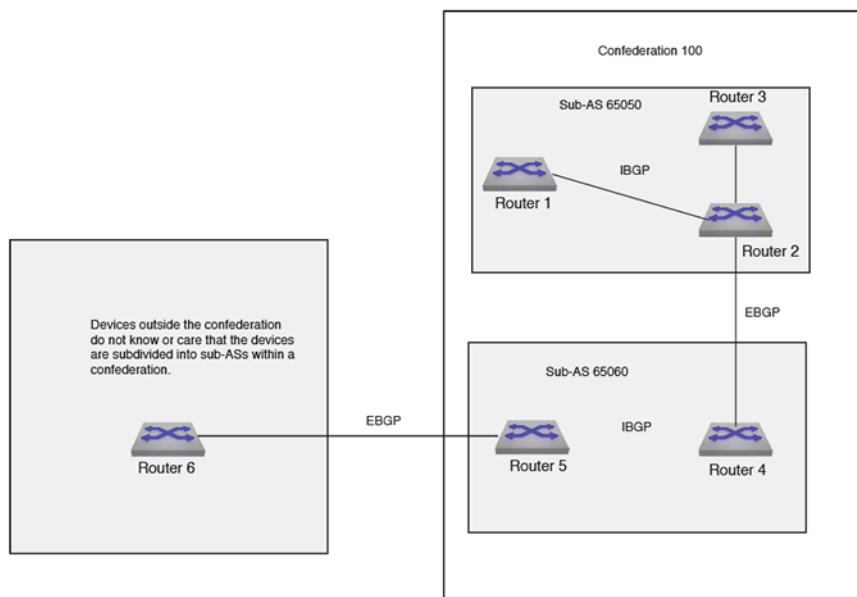 Confederation 100
Sub-AS 65050
Router 3
IBGP
Router 1
Router 2
EBGP
Devices outside the confederation
do not know or care that the devices
are subdivided into sub-ASs within a
confederation.
Sub-AS 65060
EBGP
IBGP
Router 6
Router 5
Router 4